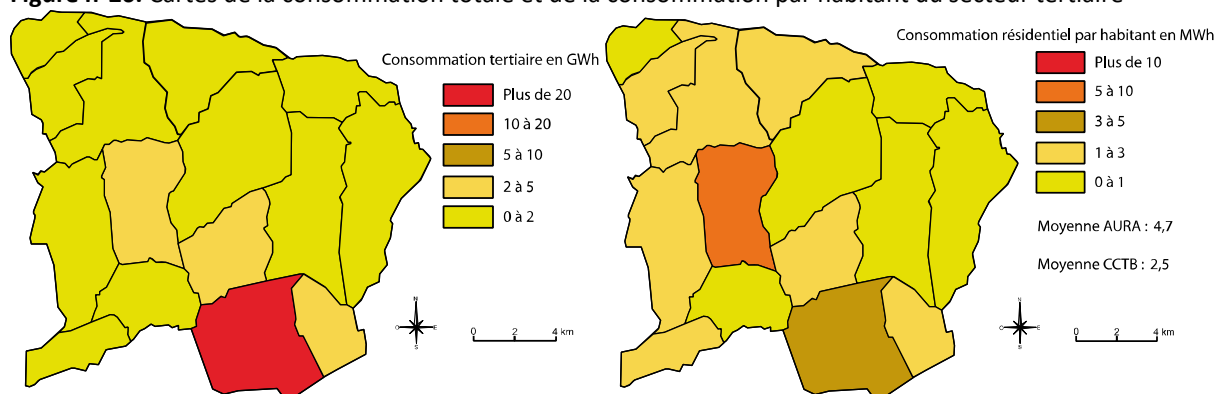 Figure n°20: Cartes de la consommation totale et de la consommation par habitant du secteur tertiaire
Consommation tertiaire en GWh
Plus de 20
10 à 20
5 à 10
2 à 5
0 à 2
N
O
E
S
0 2 4 km
Consommation résidentiel par habitant en MWh
Plus de 10
5 à 10
3 à 5
1 à 3
0 à 1
Moyenne AURA : 4,7
Moyenne CCTB : 2,5
N
O
E
S
0 2 4 km